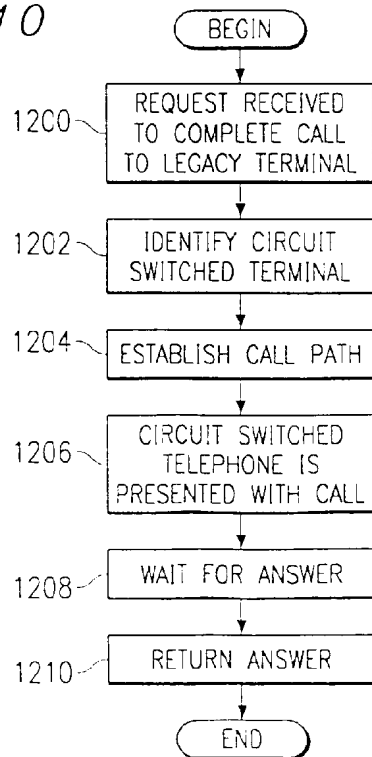 10
BEGIN
1200
REQUEST RECEIVED
TO COMPLETE CALL
TO LEGACY TERMINAL
1202
IDENTIFY CIRCUIT
SWITCHED TERMINAL
1204
ESTABLISH CALL PATH
1206
CIRCUIT SWITCHED
TELEPHONE IS
PRESENTED WITH CALL
1208
WAIT FOR ANSWER
1210
RETURN ANSWER
END